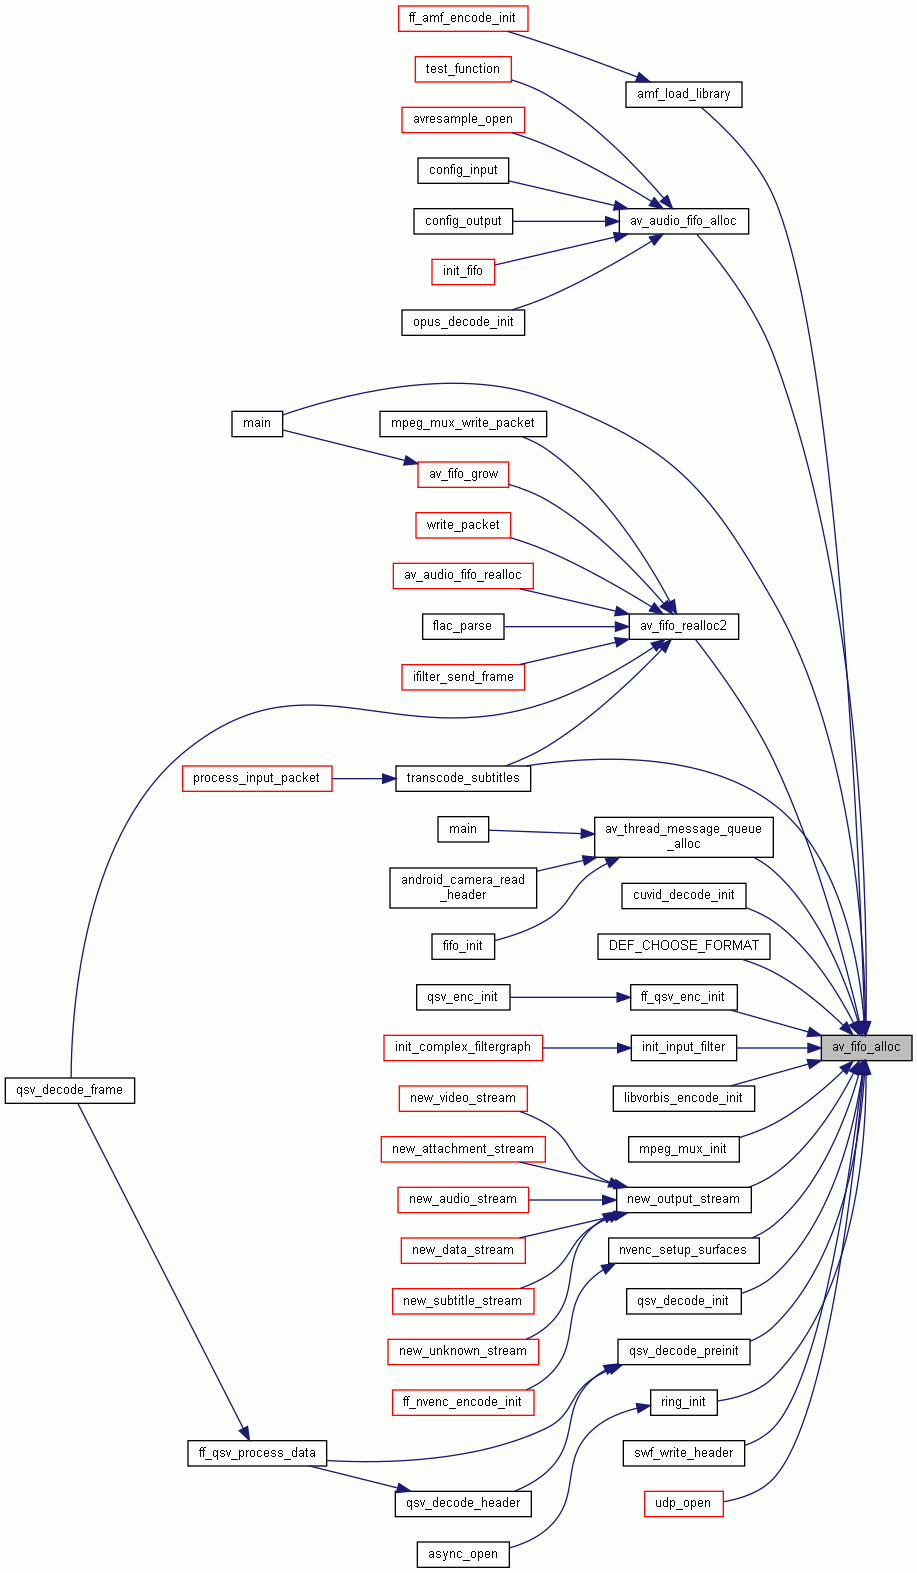 ff_amf_encode_init
test_function
amf_load_library
avresample_open
config_input
config_output
av_audio_fifo_alloc
init_fifo
opus_decode_init
main
mpeg_mux_write_packet
av_fifo_grow
write_packet
av_audio_fifo_realloc
flac_parse
av_fifo_realloc2
ifilter_send_frame
process_input_packet
transcode_subtitles
main
av_thread_message_queue
_alloc
android_camera_read
_header
cuvid_decode_init
fifo_init
DEF_CHOOSE_FORMAT
qsv_enc_init
ff_qsv_enc_init
init_complex_filtergraph
init_input_filter
av_fifo_alloc
qsv_decode_frame
new_video_stream
libvorbis_encode_init
new_attachment_stream
mpeg_mux_init
new_audio_stream
new_output_stream
new_data_stream
nvenc_setup_surfaces
new_subtitle_stream
qsv_decode_init
new_unknown_stream
qsv_decode_preinit
ff_nvenc_encode_init
ring_init
ff_qsv_process_data
swf_write_header
qsv_decode_header
udp_open
async_open